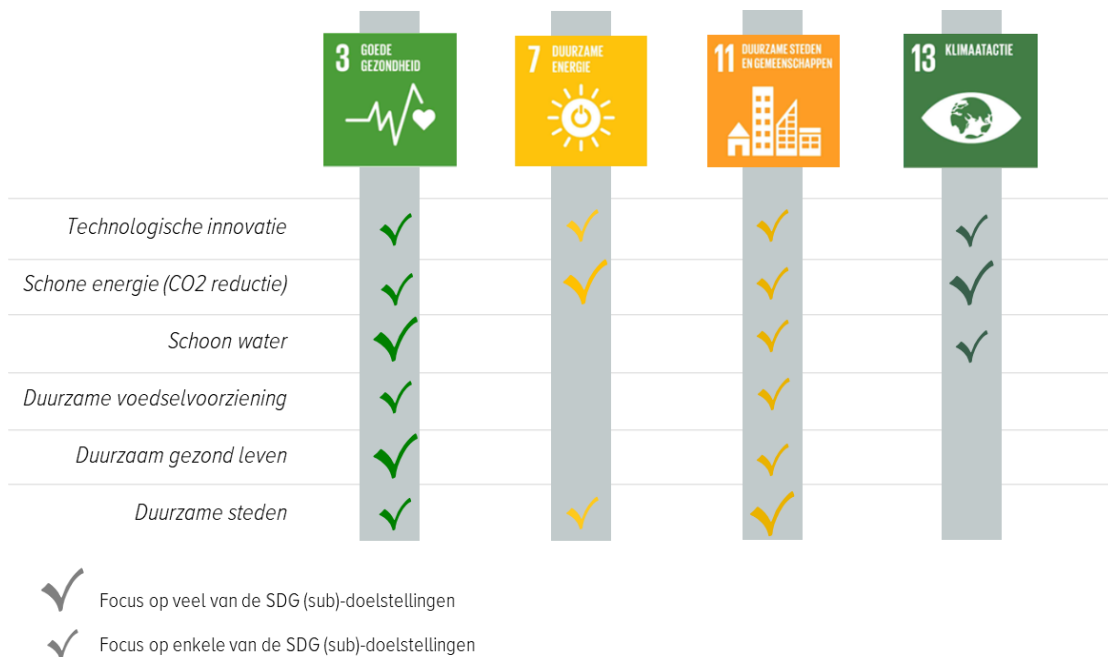 3 GOEDE
GEZONDHEID
7 DUURZAME
ENERGIE
11 DUURZAME STEDEN
EN GEMEENSCHAPPEN
13 KLIMAATACTIE
Technologische innovatie
Schone energie (CO2 reductie)
Schoon water
Duurzame voedselvoorziening
Duurzaam gezond leven
Duurzame steden
Focus op veel van de SDG (sub)-doelstellingen
Focus op enkele van de SDG (sub)-doelstellingen